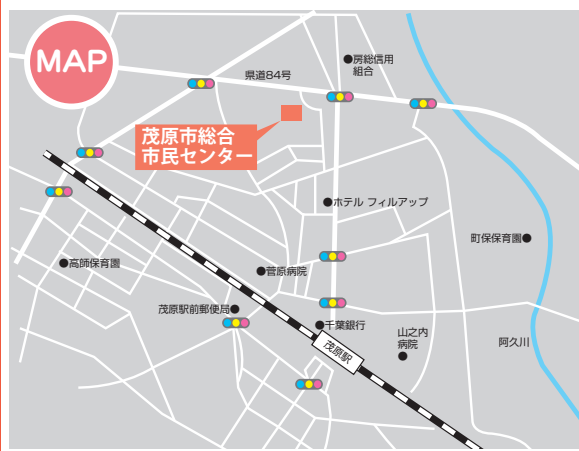 MAP
県道84号
房総信用
組合
茂原市総合
市民センター
ホテル フィルアップ
町保保育園
高師保育園
菅原病院
茂原駅前郵便局
千葉銀行
山之内
病院
阿久川
茂原駅